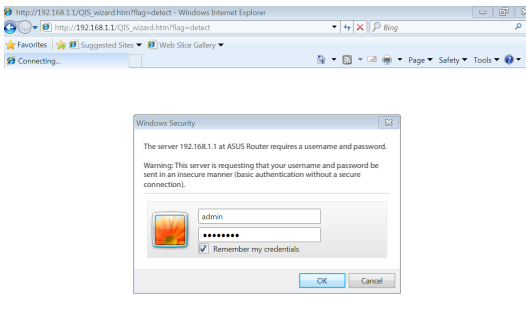 http://192.168.1.1/QIS_wizard.htm?flag=detect - Windows Internet Explorer
http://192.168.1.1/QIS_wizard.htm?flag=detect
Bing
Favorites
Suggested Sites
Web Slice Gallery
Connecting...
Page
Safety
Tools
Windows Security
The server 192.168.1.1 at ASUS Router requires a username and password.
Warning: This server is requesting that your username and password be
sent in an insecure manner (basic authentication without a secure
connection).
admin
••••••••
Remember my credentials
OK
Cancel